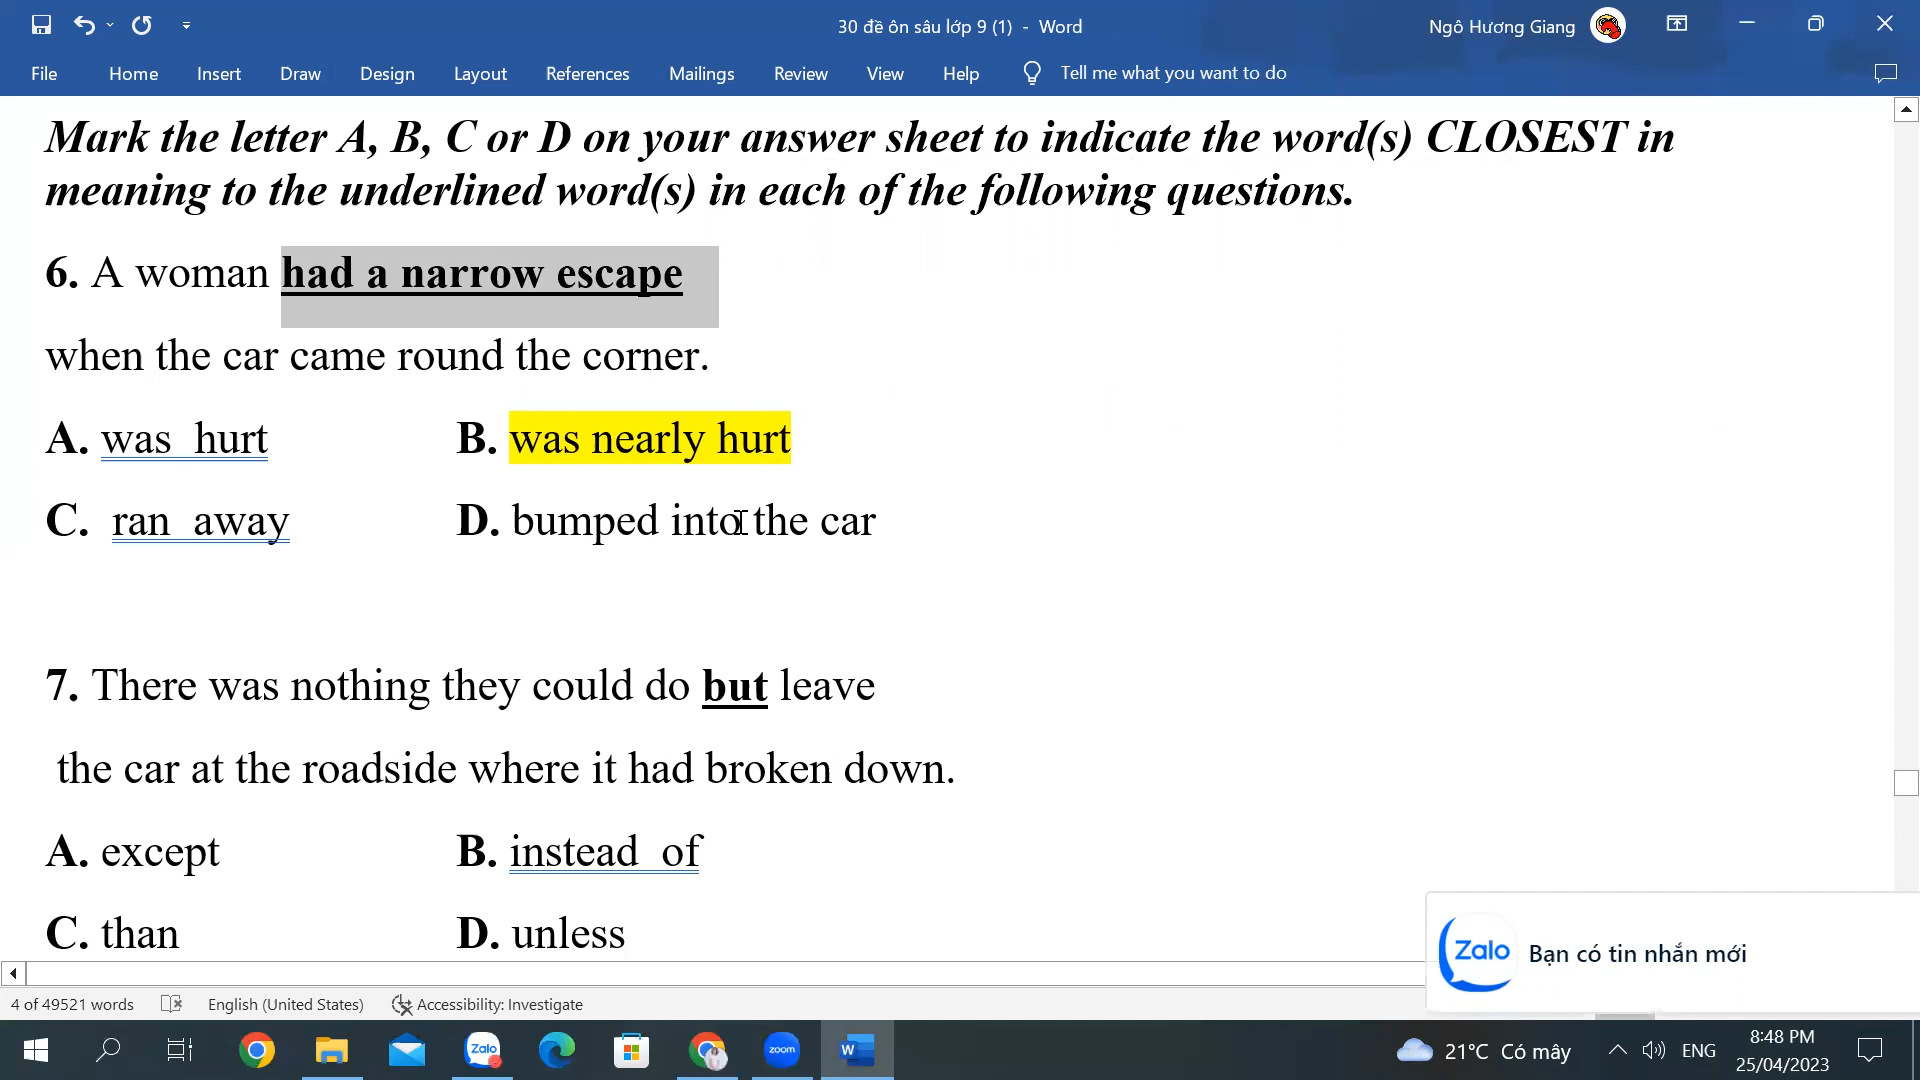 30 đề ôn sâu lớp 9 (1) - Word
Ngô Hương Giang
File Home Insert Draw Design Layout References Mailings Review View Help Tell me what you want to do
Mark the letter A, B, C or D on your answer sheet to indicate the word(s) CLOSEST in
meaning to the underlined word(s) in each of the following questions.
6. A woman had a narrow escape
when the car came round the corner.
A. was hurt B. was nearly hurt
C. ran away D. bumped into the car
7. There was nothing they could do but leave
the car at the roadside where it had broken down.
A. except B. instead of
C. than D. unless
Zalo Bạn có tin nhắn mới
4 of 49521 words English (United States) Accessibility: Investigate
Zalo zoom W 21°C Có mây ENG 8:48 PM
25/04/2023